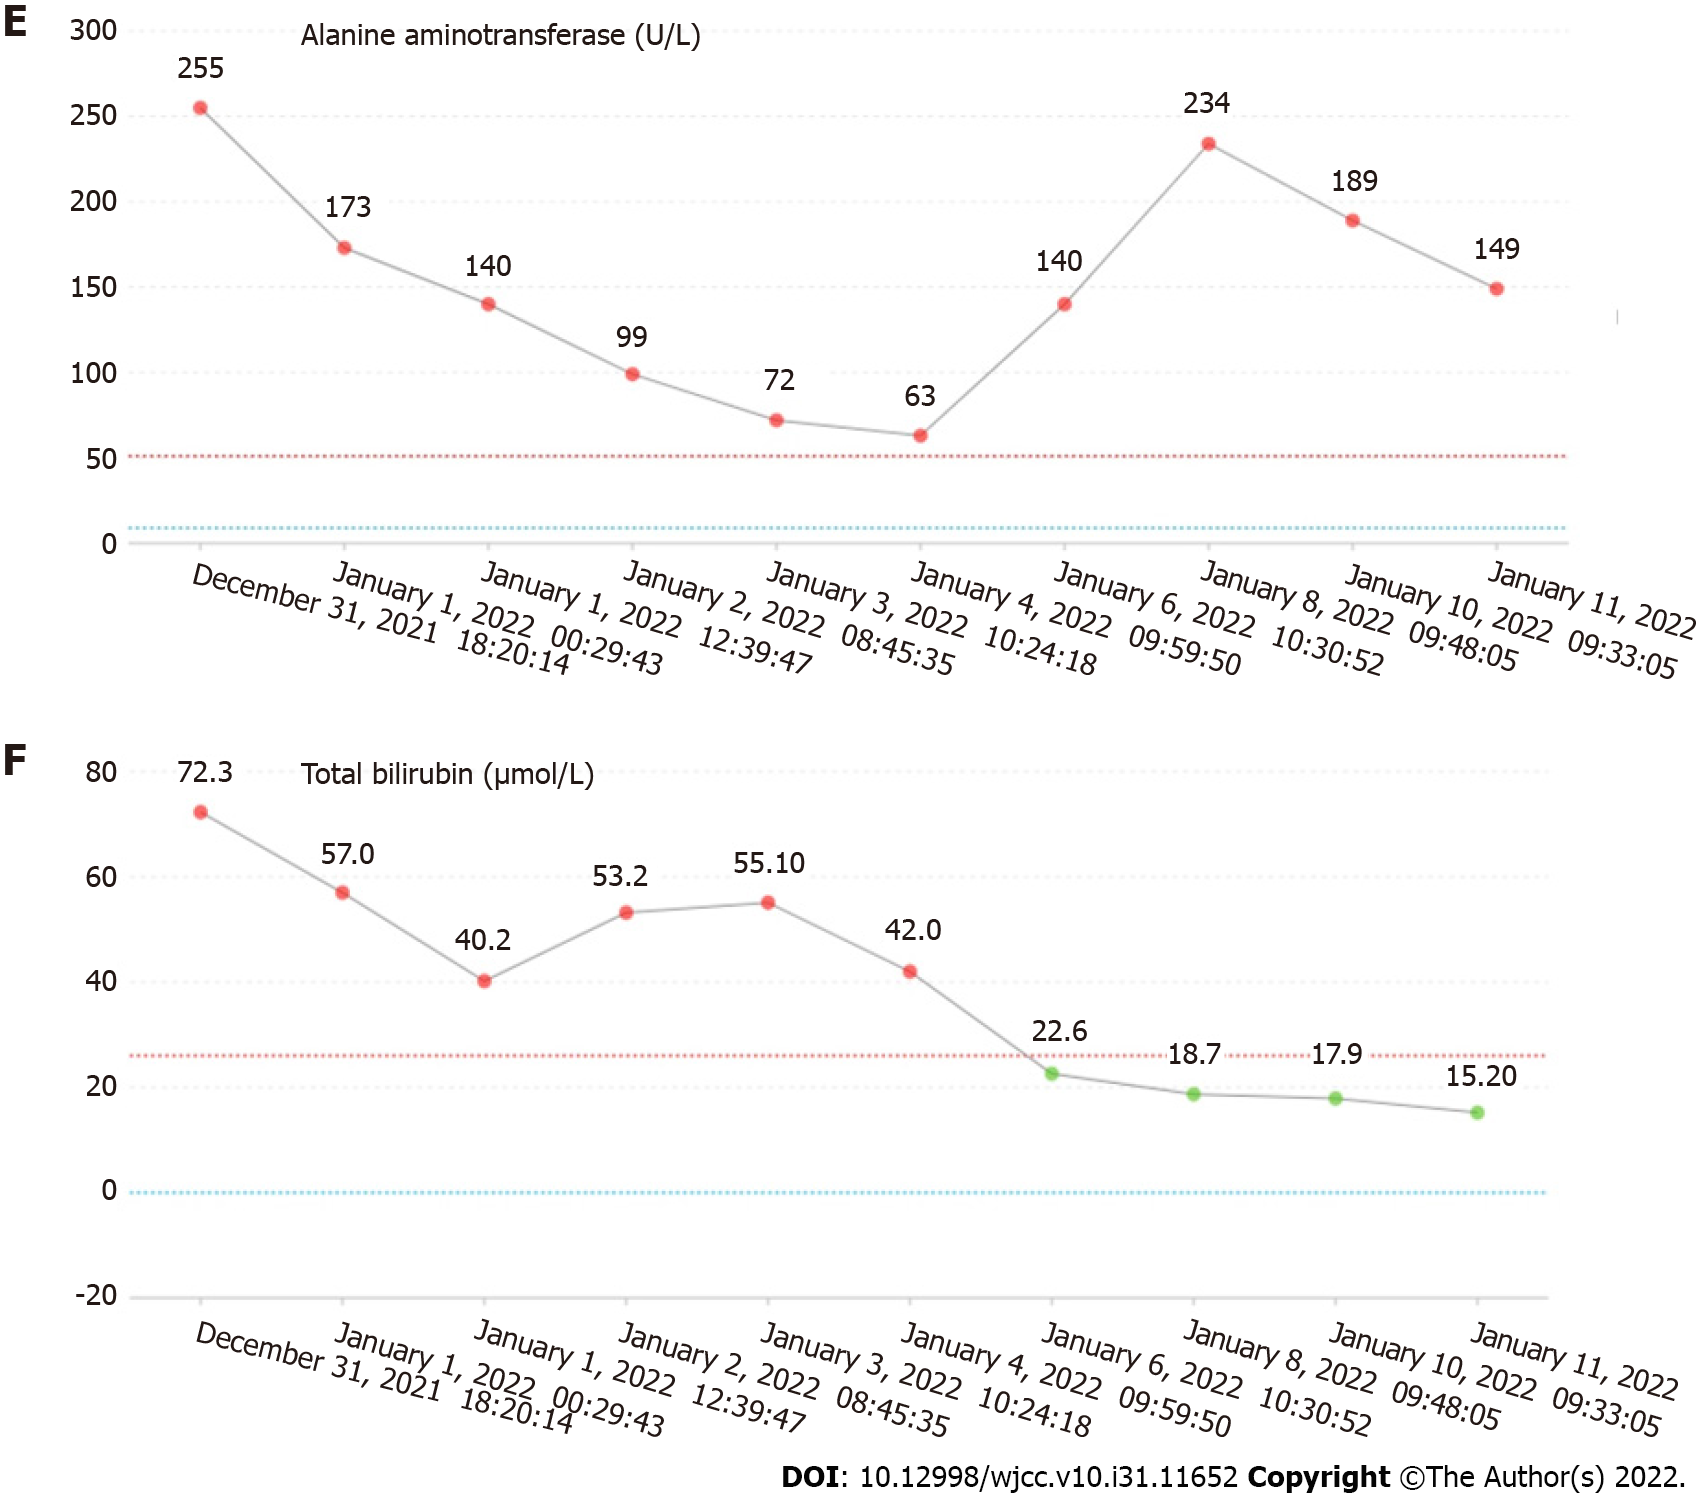 E
Alanine aminotransferase (U/L)
300
250
200
150
100
50
0
255
173
140
99
72
63
140
234
189
149
December 31, 2021 18:20:14
January 1, 2022 00:29:43
January 1, 2022 12:39:47
January 2, 2022 08:45:35
January 3, 2022 10:24:18
January 4, 2022 09:59:50
January 6, 2022 10:30:52
January 8, 2022 09:48:05
January 10, 2022 09:33:05
January 11, 2022
F
Total bilirubin (μmol/L)
80
60
40
20
0
-20
72.3
57.0
40.2
53.2
55.10
42.0
22.6
18.7
17.9
15.20
December 31, 2021 18:20:14
January 1, 2022 00:29:43
January 1, 2022 12:39:47
January 2, 2022 08:45:35
January 3, 2022 10:24:18
January 4, 2022 09:59:50
January 6, 2022 10:30:52
January 8, 2022 09:48:05
January 10, 2022 09:33:05
January 11, 2022
DOI: 10.12998/wjcc.v10.i31.11652 Copyright ©The Author(s) 2022.